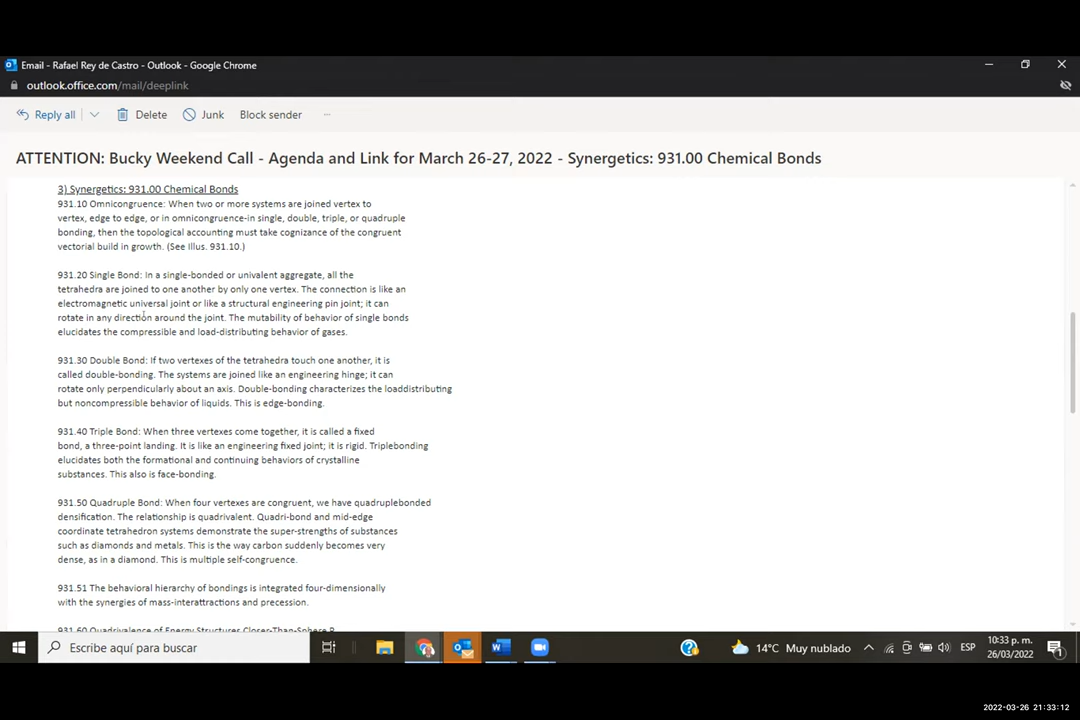 Email - Rafael Rey de Castro - Outlook - Google Chrome
outlook.office.com/mail/deeplink
Reply all
Delete
Junk
Block sender
ATTENTION: Bucky Weekend Call - Agenda and Link for March 26-27, 2022 - Synergetics: 931.00 Chemical Bonds
3) Synergetics: 931.00 Chemical Bonds
931.10 Omnicongruence: When two or more systems are joined vertex to
vertex, edge to edge, or in omnicongruence-in single, double, triple, or quadruple
bonding, then the topological accounting must take cognizance of the congruent
vectorial build in growth. (See Illus. 931.10.)
931.20 Single Bond: In a single-bonded or univalent aggregate, all the
tetrahedra are joined to one another by only one vertex. The connection is like an
electromagnetic universal joint or like a structural engineering pin joint; it can
rotate in any direction around the joint. The mutability of behavior of single bonds
elucidates the compressible and load-distributing behavior of gases.
931.30 Double Bond: If two vertexes of the tetrahedra touch one another, it is
called double-bonding. The systems are joined like an engineering hinge; it can
rotate only perpendicularly about an axis. Double-bonding characterizes the loaddistributing
but noncompressible behavior of liquids. This is edge-bonding.
931.40 Triple Bond: When three vertexes come together, it is called a fixed
bond, a three-point landing. It is like an engineering fixed joint; it is rigid. Triplebonding
elucidates both the formational and continuing behaviors of crystalline
substances. This also is face-bonding.
931.50 Quadruple Bond: When four vertexes are congruent, we have quadruplebonded
densification. The relationship is quadrivalent. Quadri-bond and mid-edge
coordinate tetrahedron systems demonstrate the super-strengths of substances
such as diamonds and metals. This is the way carbon suddenly becomes very
dense, as in a diamond. This is multiple self-congruence.
931.51 The behavioral hierarchy of bondings is integrated four-dimensionally
with the synergies of mass-interattractions and precession.
931.60 Quadrivalence of Energy Structures Closer-Than-Sphere P
Escribe aquí para buscar
14°C Muy nublado
ESP
10:33 p. m.
26/03/2022
2022-03-26 21:33:12